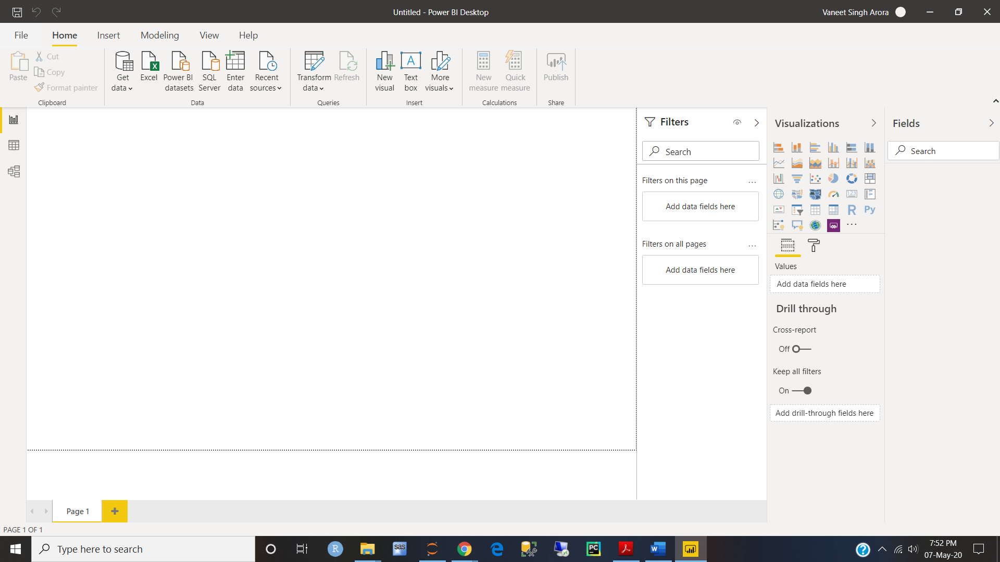 Untitled - Power BI Desktop
Vaneet Singh Arora
File Home Insert Modeling View Help
Paste
Cut
Copy
Format painter
Clipboard
Get data
Excel
Power BI datasets
SQL Server
Enter data
Recent sources
Data
Transform data
Refresh
Queries
New visual
Text box
More visuals
Insert
New measure
Quick measure
Calculations
Publish
Share
Filters
Search
Filters on this page ...
Add data fields here
Filters on all pages ...
Add data fields here
Visualizations
123
R Py
...
Values
Add data fields here
Drill through
Cross-report
Off
Keep all filters
On
Add drill-through fields here
Fields
Search
Page 1
PAGE 1 OF 1
Type here to search
R
sas
PC
W
7:52 PM
07-May-20